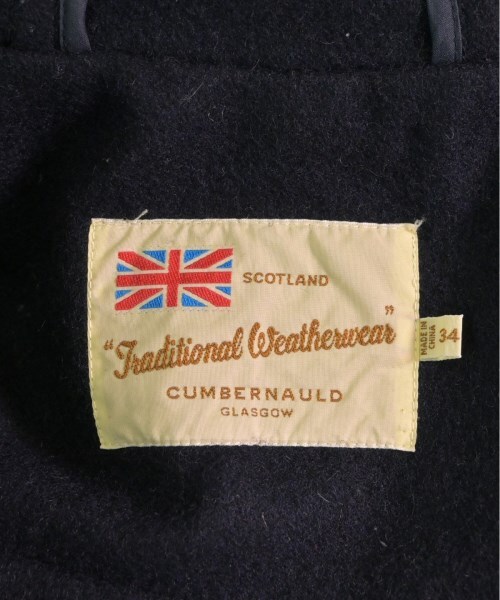 SCOTLAND
"Traditional Weatherwear"
CUMBERNAULD
GLASGOW
MADE IN
CHINA
34